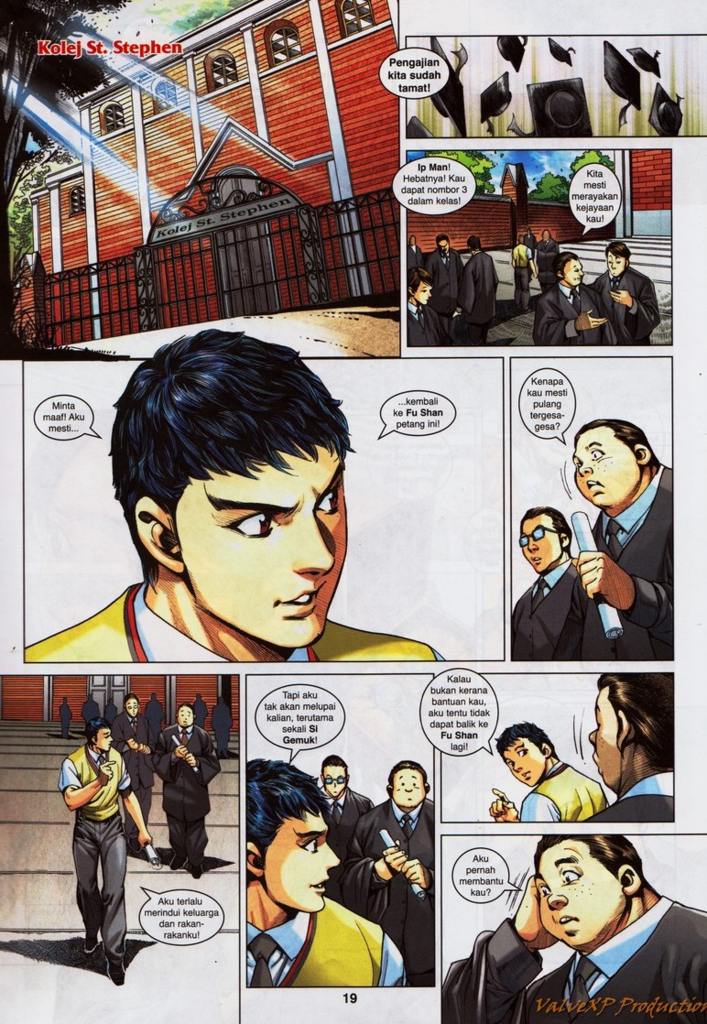 Kolej St. Stephen
Kolej St. Stephen
Pengajian
kita sudah
tamat!
Ip Man!
Hebatnya! Kau
dapat nombor 3
dalam kelas!
Kita
mesti
merayakan
kejayaan
kau!
Minta
maaf! Aku
mesti...
...kembali
ke Fu Shan
petang ini!
Kenapa
kau mesti
pulang
tergesa-
gesa?
Aku terlalu
merindui keluarga
dan rakan-
rakanku!
Tapi aku
tak akan melupai
kalian, terutama
sekali Si
Gemuk!
Kalau
bukan kerana
bantuan kau,
aku tentu tidak
dapat balik ke
Fu Shan
lagi!
Aku
pernah
membantu
kau?
19
ValveXP Production